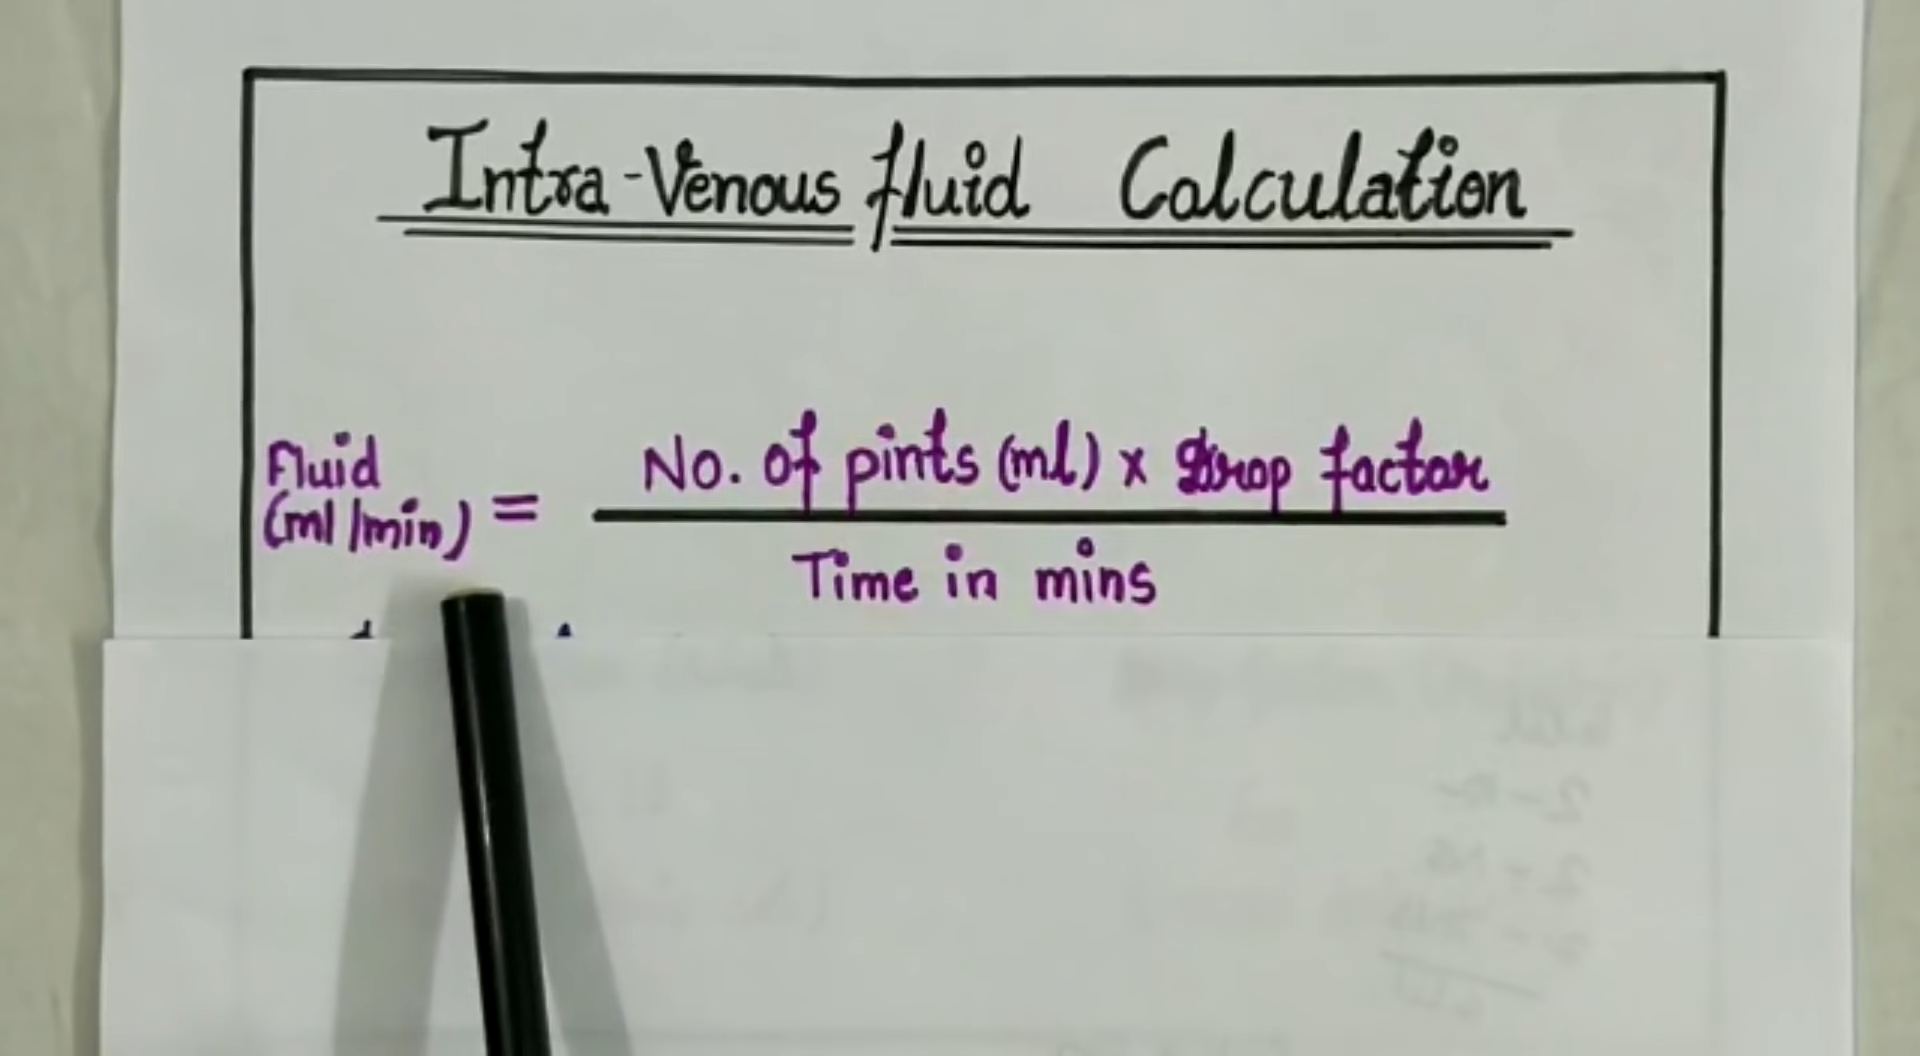 Intra-Venous fluid Calculation
Fluid
(ml/min) =
No. of pints (ml) x Drop factor
Time in mins